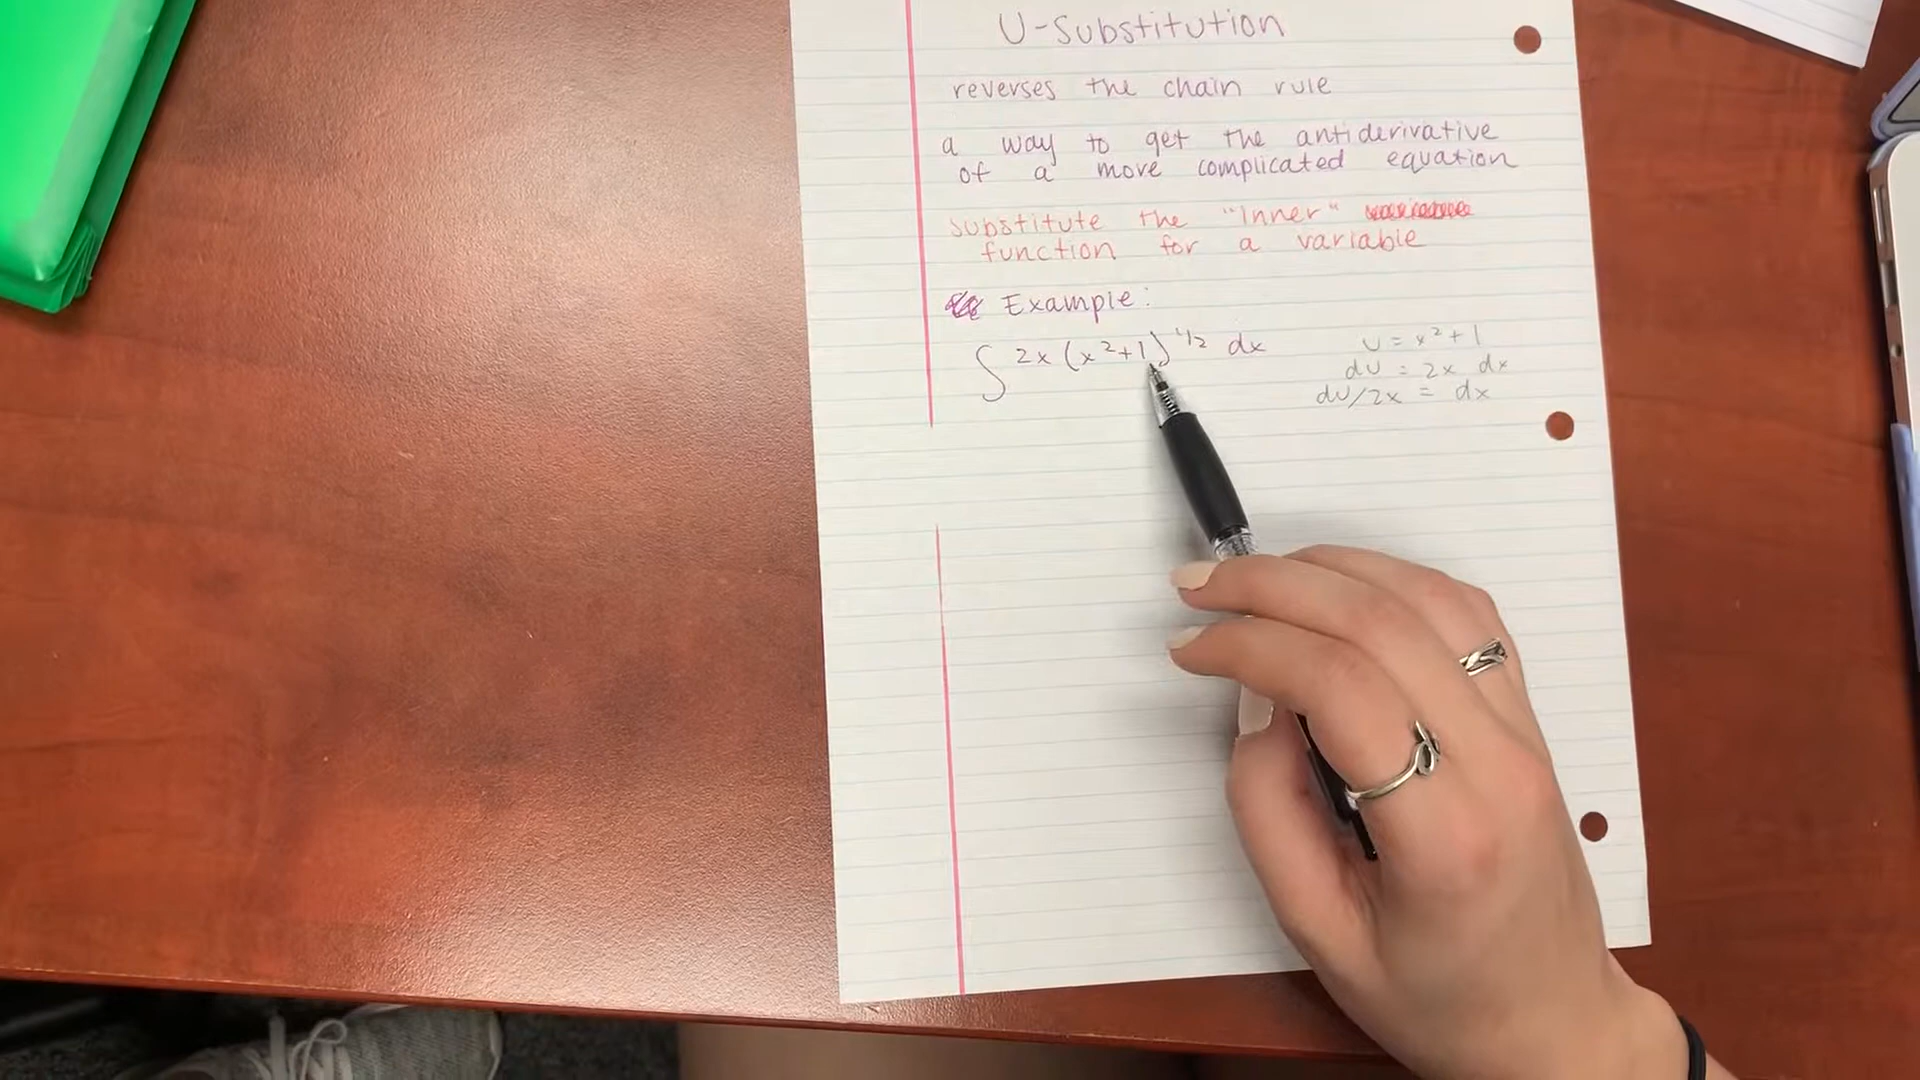 U-Substitution
reverses the chain rule
a way to get the antiderivative
of a more complicated equation
substitute the "inner"
function for a variable
Example:
∫ 2x (x²+1)^1/2 dx
u = x² + 1
du = 2x dx
du/2x = dx